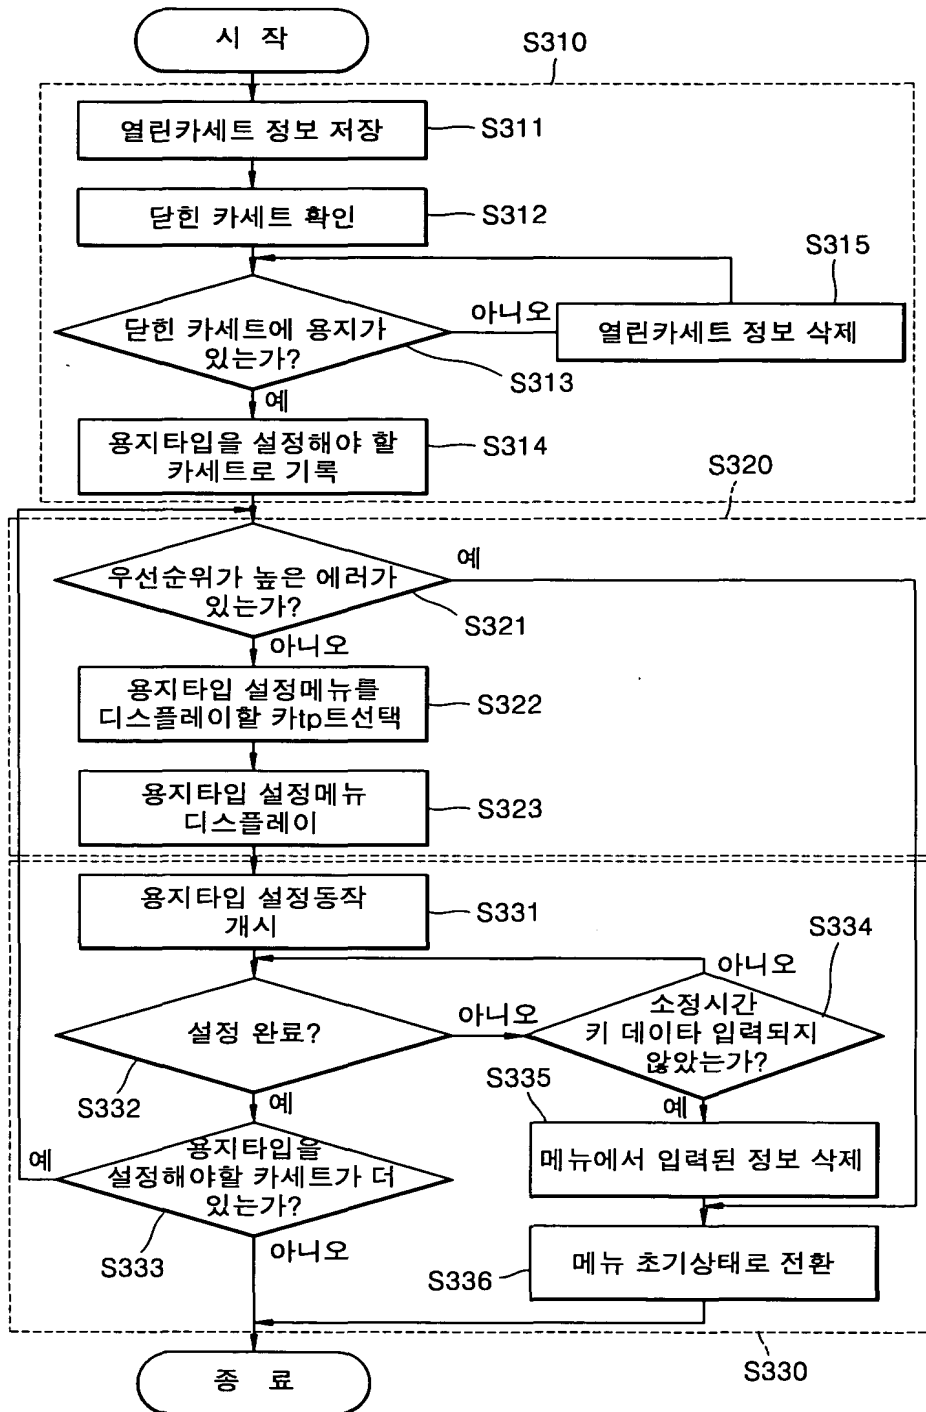 시 작
S310
열린카세트 정보 저장
S311
닫힌 카세트 확인
S312
S315
아니오
열린카세트 정보 삭제
닫힌 카세트에 용지가
있는가?
S313
예
용지타입을 설정해야 할
카세트로 기록
S314
S320
예
우선순위가 높은 에러가
있는가?
S321
아니오
용지타입 설정메뉴를
디스플레이할 카tp트선택
S322
용지타입 설정메뉴
디스플레이
S323
용지타입 설정동작
개시
S331
S334
아니오
설정 완료?
아니오
소정시간
키 데이타 입력되지
않았는가?
S332
예
S335
예
메뉴에서 입력된 정보 삭제
예
용지타입을
설정해야할 카세트가 더
있는가?
S333
아니오
메뉴 초기상태로 전환
S336
S330
종 료